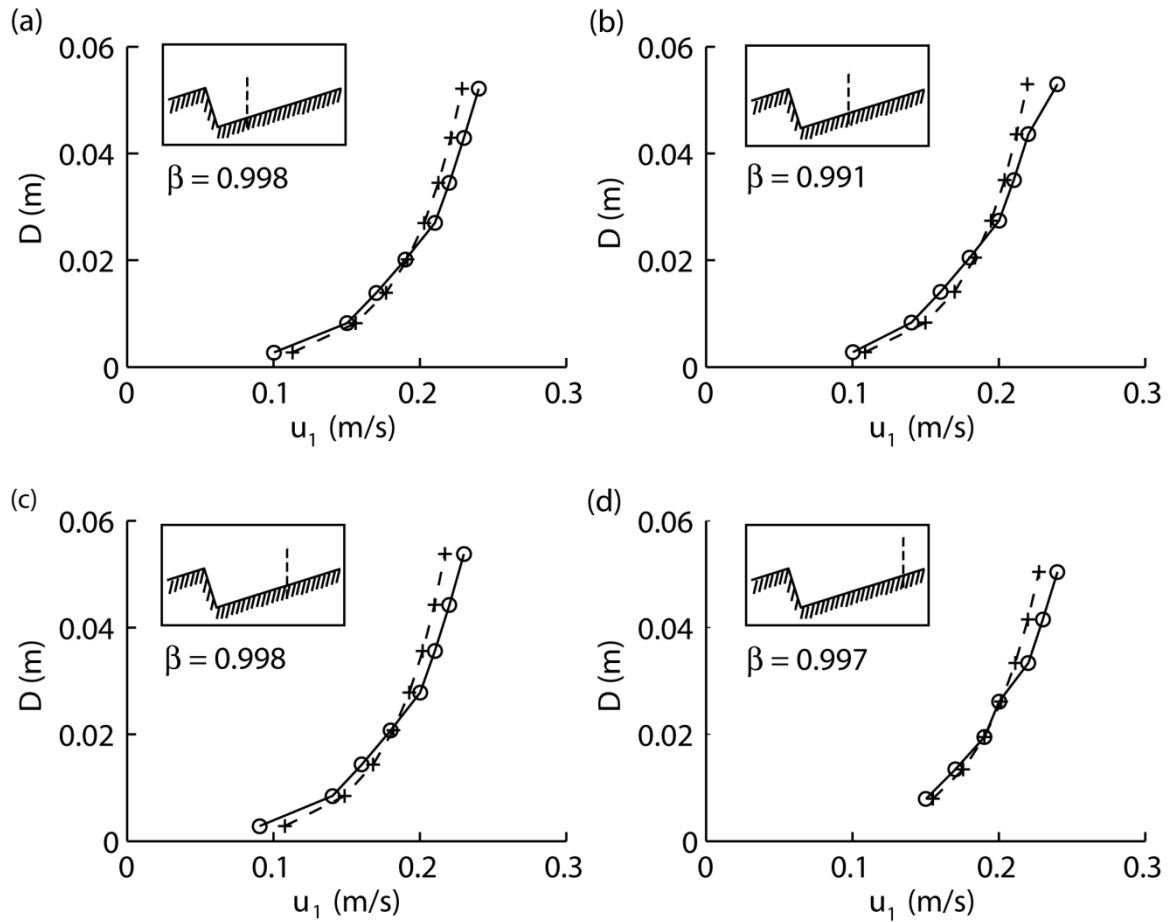 (a)
0.06
0.04
0.02
0
D (m)
β = 0.998
0 0.1 0.2 0.3
u₁ (m/s)
(b)
0.06
0.04
0.02
0
D (m)
β = 0.991
0 0.1 0.2 0.3
u₁ (m/s)
(c)
0.06
0.04
0.02
0
D (m)
β = 0.998
0 0.1 0.2 0.3
u₁ (m/s)
(d)
0.06
0.04
0.02
0
D (m)
β = 0.997
0 0.1 0.2 0.3
u₁ (m/s)